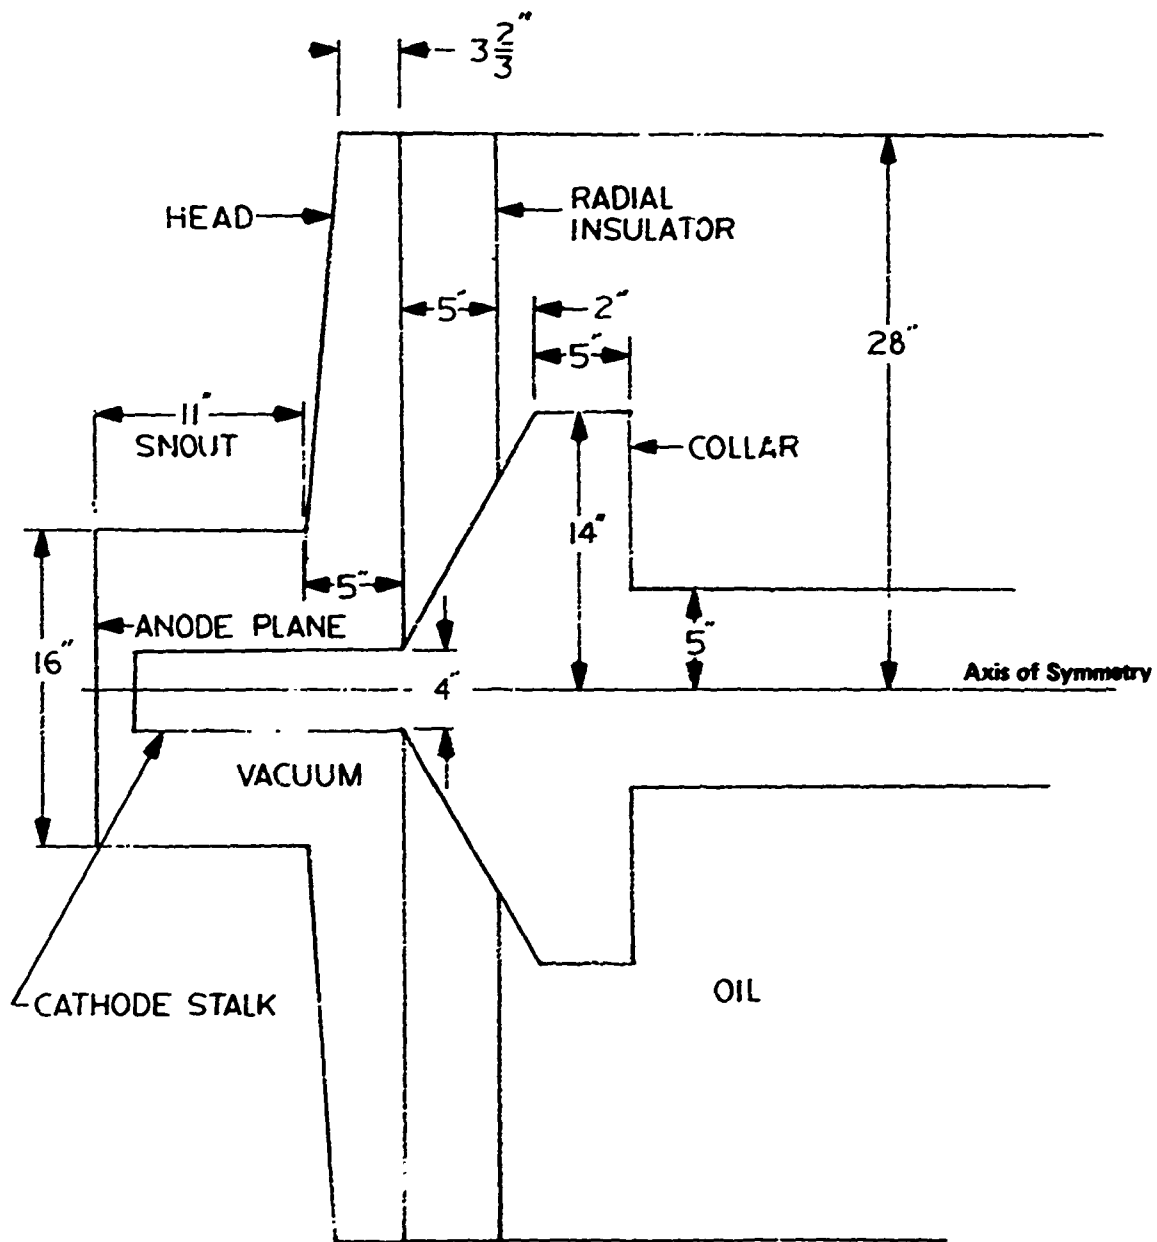 3 2/3"
HEAD
RADIAL
INSULATOR
5"
2"
5"
28"
11"
SNOUT
COLLAR
14"
5"
ANODE PLANE
16"
5"
4"
Axis of Symmetry
VACUUM
CATHODE STALK
OIL